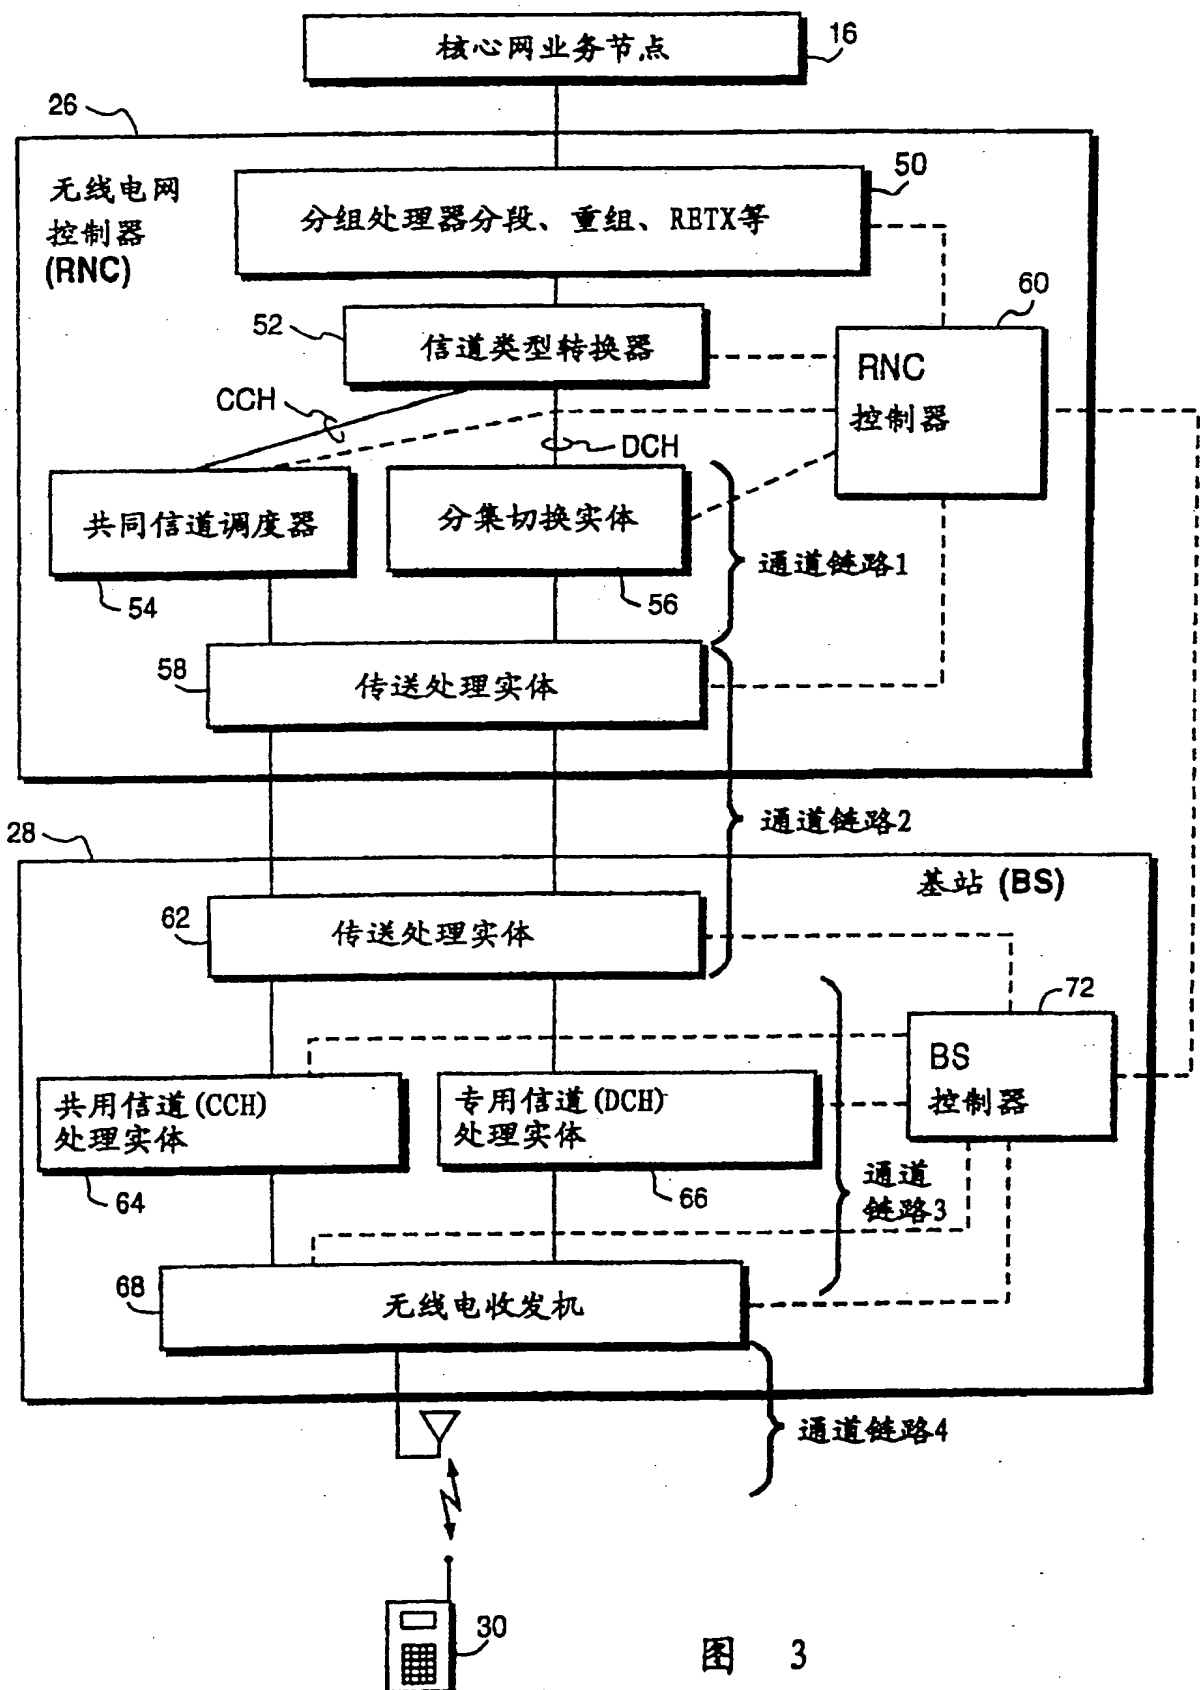 核心网业务节点
16
26
无线电网
控制器
(RNC)
50
分组处理器分段、重组、RETX等
52
信道类型转换器
60
RNC
控制器
CCH
DCH
共同信道调度器
分集切换实体
通道链路1
54
56
58
传送处理实体
通道链路2
28
基站 (BS)
62
传送处理实体
72
BS
控制器
共用信道(CCH)
处理实体
专用信道(DCH)
处理实体
64
66
通道
链路3
68
无线电收发机
通道链路4
30
图 3